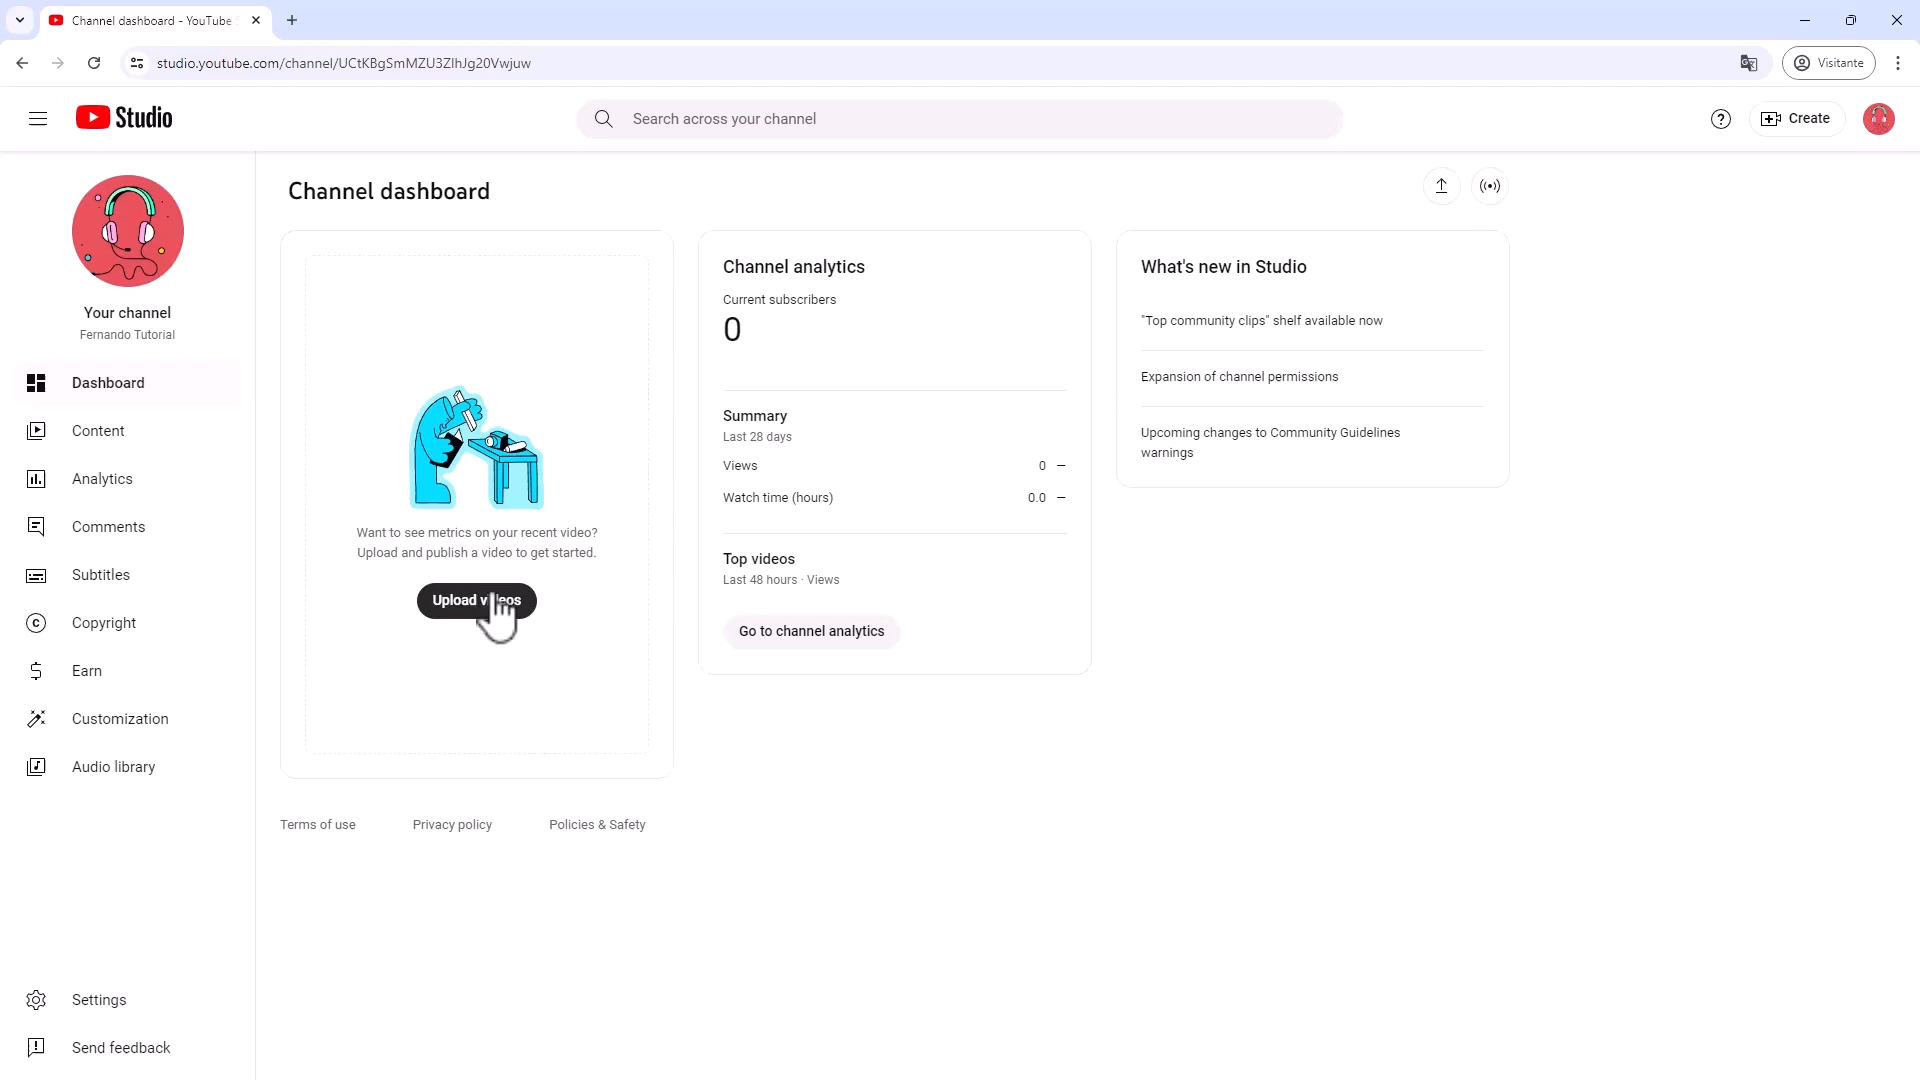 Channel dashboard - YouTube
studio.youtube.com/channel/UCtKBgSmMZU3ZIhJg20Vwjuw
Visitante
Studio
Search across your channel
Create
Your channel
Fernando Tutorial
Dashboard
Content
Analytics
Comments
Subtitles
Copyright
Earn
Customization
Audio library
Settings
Send feedback
Channel dashboard
Want to see metrics on your recent video?
Upload and publish a video to get started.
Upload videos
Channel analytics
Current subscribers
0
Summary
Last 28 days
Views 0 —
Watch time (hours) 0.0 —
Top videos
Last 48 hours · Views
Go to channel analytics
What's new in Studio
"Top community clips" shelf available now
Expansion of channel permissions
Upcoming changes to Community Guidelines
warnings
Terms of use Privacy policy Policies & Safety